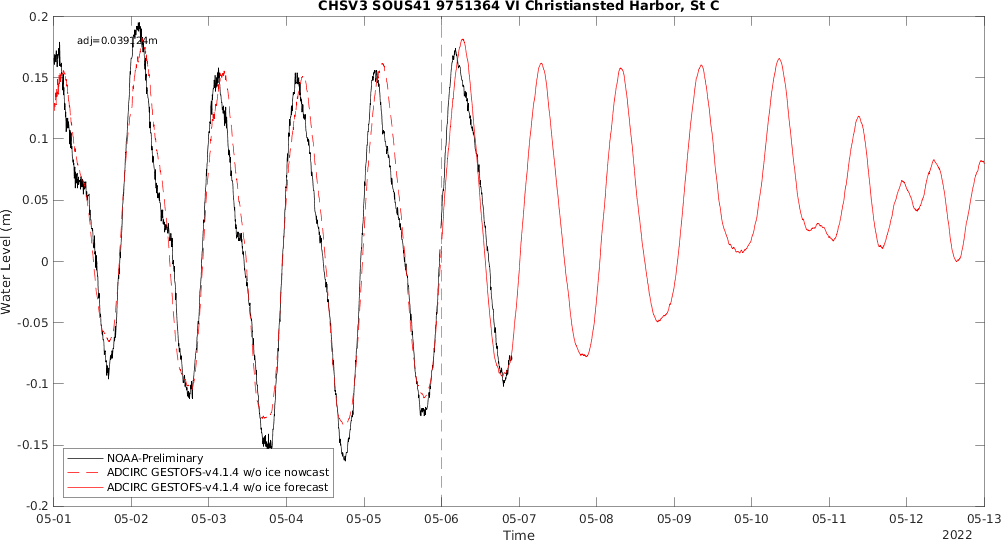 CHSV3 SOUS41 9751364 VI Christiansted Harbor, St C
adj=0.039124m
0.2
0.15
0.1
0.05
0
-0.05
-0.1
-0.15
-0.2
Water Level (m)
NOAA-Preliminary
ADCIRC GESTOFS-v4.1.4 w/o ice nowcast
ADCIRC GESTOFS-v4.1.4 w/o ice forecast
05-01 05-02 05-03 05-04 05-05 05-06 05-07 05-08 05-09 05-10 05-11 05-12 05-13
Time
2022